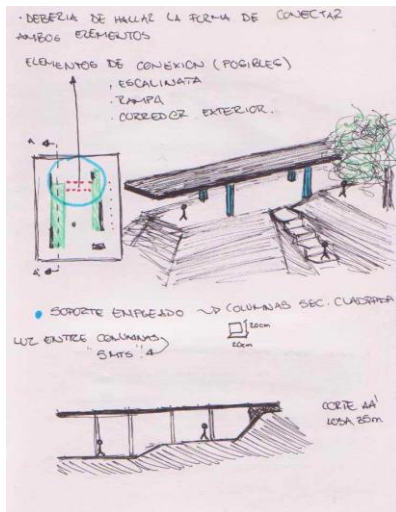 · DEBERIA DE HALLAR LA FORMA DE CONECTAR
AMBOS ELEMENTOS
ELEMENTOS DE CONEXION (POSIBLES)
. ESCALINATA
. RAMPA
. CORREDOR EXTERIOR.
A
A'
SOPORTE EMPLEADO ~> COLUMNAS SEC. CUADRADA
20cm
20cm
LUZ ENTRE COLUMNAS
"5 MTS"
CORTE AA'
LOSA 35m